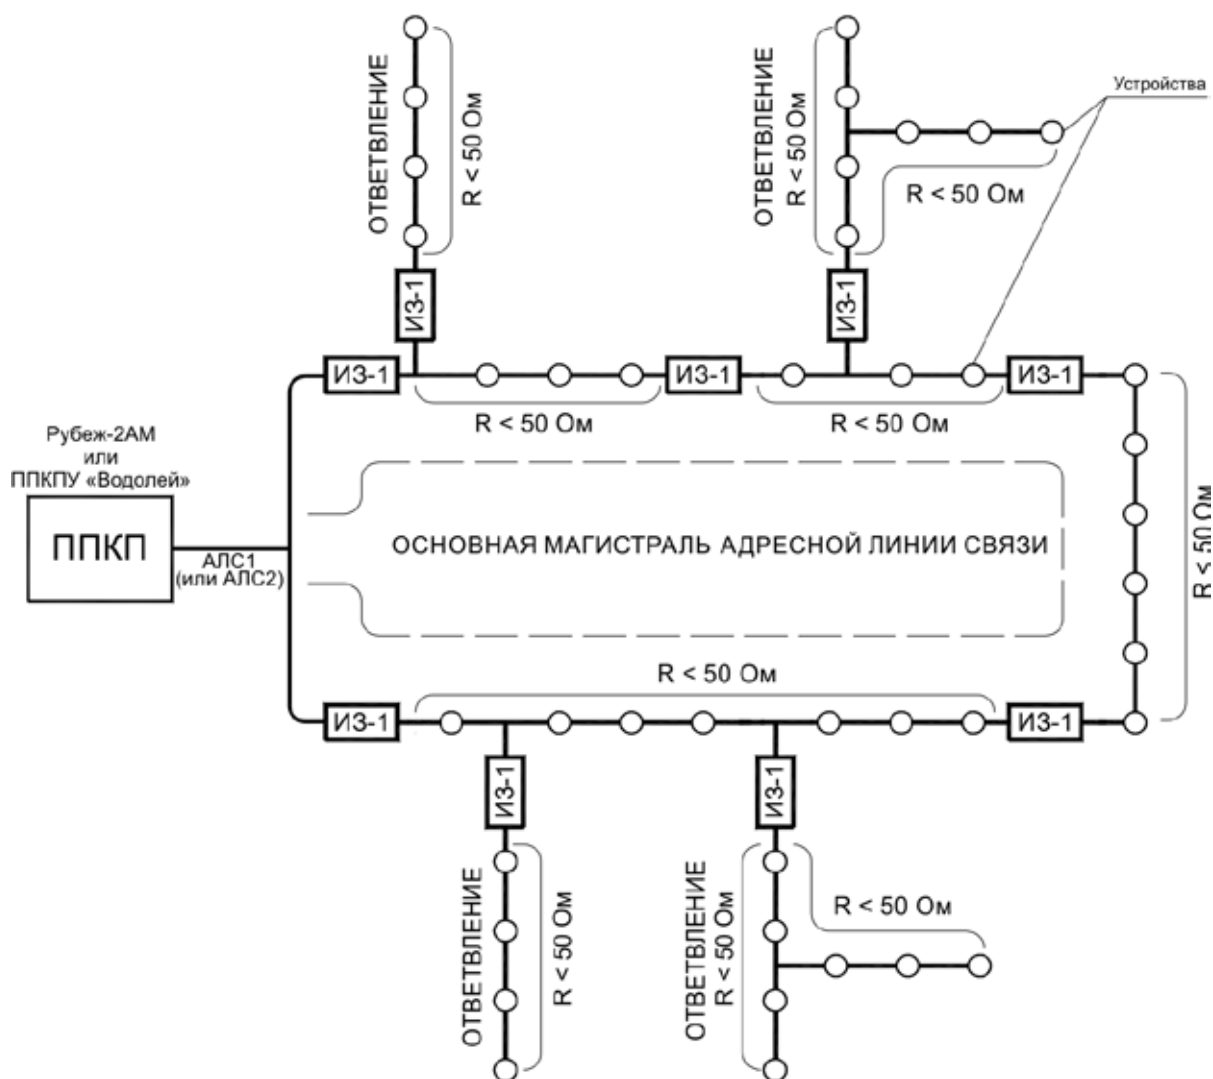 ОТВЕТВЛЕНИЕ
R < 50 Ом
ОТВЕТВЛЕНИЕ
R < 50 Ом
Устройства
R < 50 Ом
ИЗ-1
ИЗ-1
ИЗ-1
ИЗ-1
ИЗ-1
R < 50 Ом
R < 50 Ом
Рубеж-2АМ
или
ППКПУ «Водолей»
ППКП
АЛС1
(или АЛС2)
ОСНОВНАЯ МАГИСТРАЛЬ АДРЕСНОЙ ЛИНИИ СВЯЗИ
R < 50 Ом
R < 50 Ом
ИЗ-1
ИЗ-1
ИЗ-1
ИЗ-1
ОТВЕТВЛЕНИЕ
R < 50 Ом
ОТВЕТВЛЕНИЕ
R < 50 Ом
R < 50 Ом